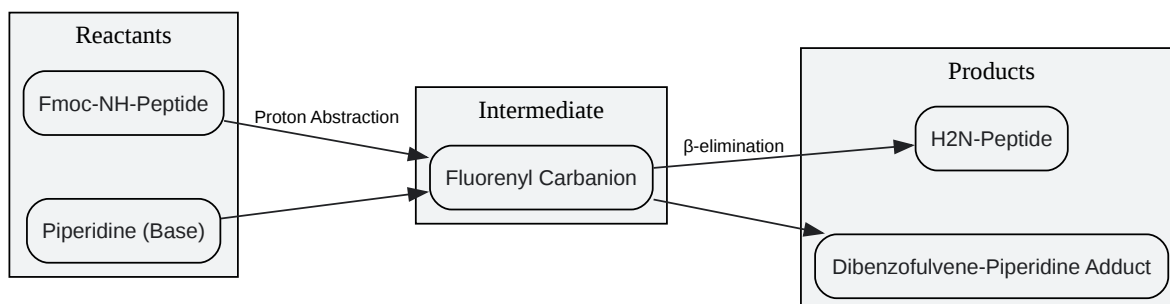 Reactants
Fmoc-NH-Peptide
Piperidine (Base)
Proton Abstraction
Intermediate
Fluorenyl Carbanion
β-elimination
Products
H2N-Peptide
Dibenzofulvene-Piperidine Adduct